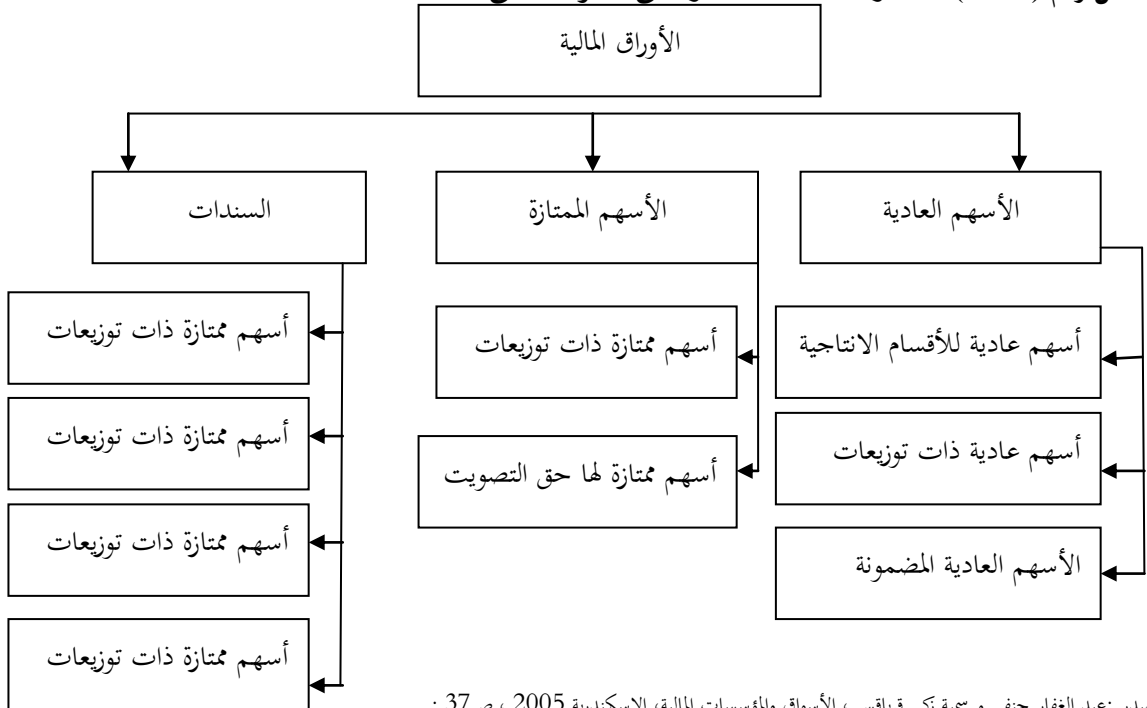 الأوراق المالية
الأسهم العادية
الأسهم الممتازة
السندات
أسهم عادية للأقسام الانتاجية
أسهم عادية ذات توزيعات
الأسهم العادية المضمونة
أسهم ممتازة ذات توزيعات
أسهم ممتازة لها حق التصويت
أسهم ممتازة ذات توزيعات
أسهم ممتازة ذات توزيعات
أسهم ممتازة ذات توزيعات
أسهم ممتازة ذات توزيعات
:عبد الغفار حنفي و سمية زكي قرياقص، الأسواق والمؤسسات المالية، الاسكندرية 2005 ، ص 37 :